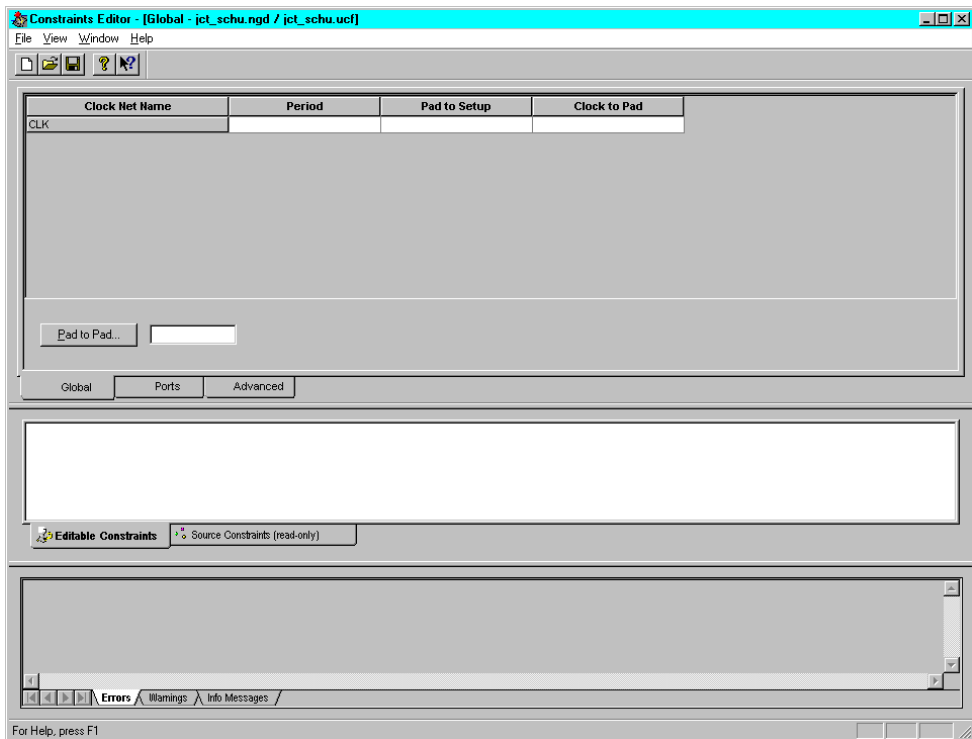 Constraints Editor - [Global - jct_schu.ngd / jct_schu.ucf]
File View Window Help
Clock Net Name Period Pad to Setup Clock to Pad
CLK
Pad to Pad...
Global Ports Advanced
Editable Constraints Source Constraints (read-only)
Errors Warnings Info Messages
For Help, press F1